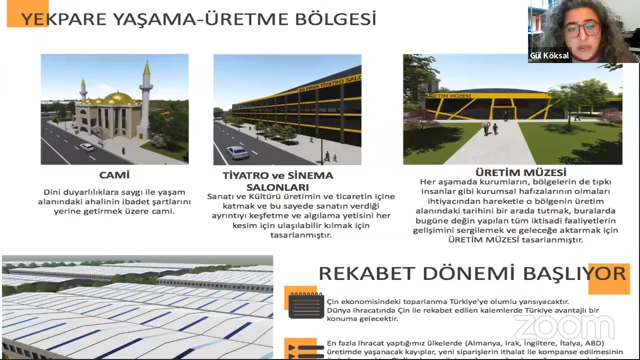 YEKPARE YAŞAMA-ÜRETME BÖLGESİ
Gül Köksal
CAMİ
Dini duyarlılıklara saygı ile yaşam
alanındaki ahalinin ibadet şartlarını
yerine getirmek üzere cami.
TİYATRO ve SİNEMA
SALONLARI
Sanatı ve Kültürü üretimin ve ticaretin içine
katmak ve bu sayede sanatın verdiği
ayrıntıyı keşfetme ve algılama yetisini her
kesim için ulaşılabilir kılmak için
tasarlanmıştır.
ÜRETİM MÜZESİ
Her aşamada kurumların, bölgelerin de tıpkı
insanlar gibi kurumsal hafızalarının olmaları
ihtiyacından hareketle o bölgenin üretim
alanındaki tarihini bir arada tutmak, buralarda
bugüne değin yapılan tüm iktisadi faaliyetlerin
gelişimini sergilemek ve geleceğe aktarmak için
ÜRETİM MÜZESİ tasarlanmıştır.
REKABET DÖNEMİ BAŞLIYOR
Çin ekonomisindeki toparlanma Türkiye'ye olumlu yansıyacaktır.
Dünya ihracatında Çin ile rekabet edilen kalemlerde Türkiye avantajlı bir
konuma gelecektir.
En fazla ihracat yaptığımız ülkelerde (Almanya, Irak, İngiltere, İtalya, ABD)
üretimde yaşanacak kayıplar, yeni siparişlerin ithalat ile kompanse edilmesinin
zoom